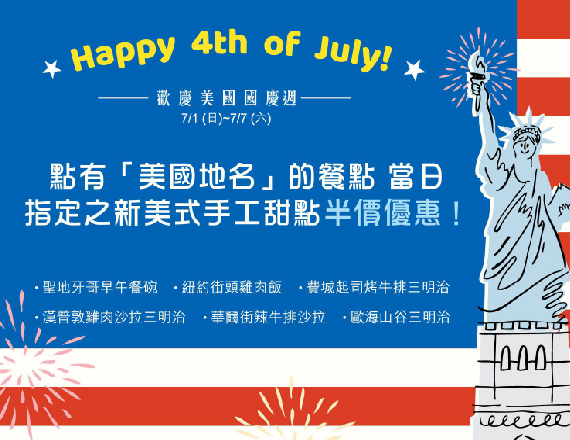 Happy 4th of July!
歡慶美國國慶週
7/1 (日)~7/7 (六)
點有「美國地名」的餐點 當日
指定之新美式手工甜點半價優惠！
・聖地牙哥早午餐碗 ・紐約街頭雞肉飯 ・費城起司烤牛排三明治
・漢普敦雞肉沙拉三明治 ・華爾街辣牛排沙拉 ・歐海山谷三明治